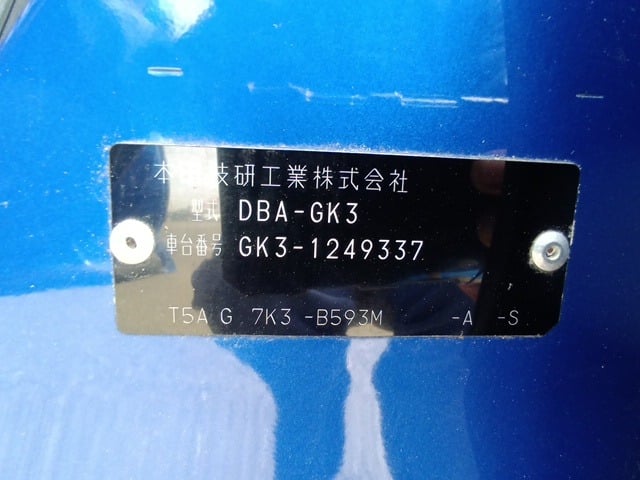 本田技研工業株式会社
型式 DBA-GK3
車台番号 GK3-1249337
T5A G 7K3 -B593M -A -S